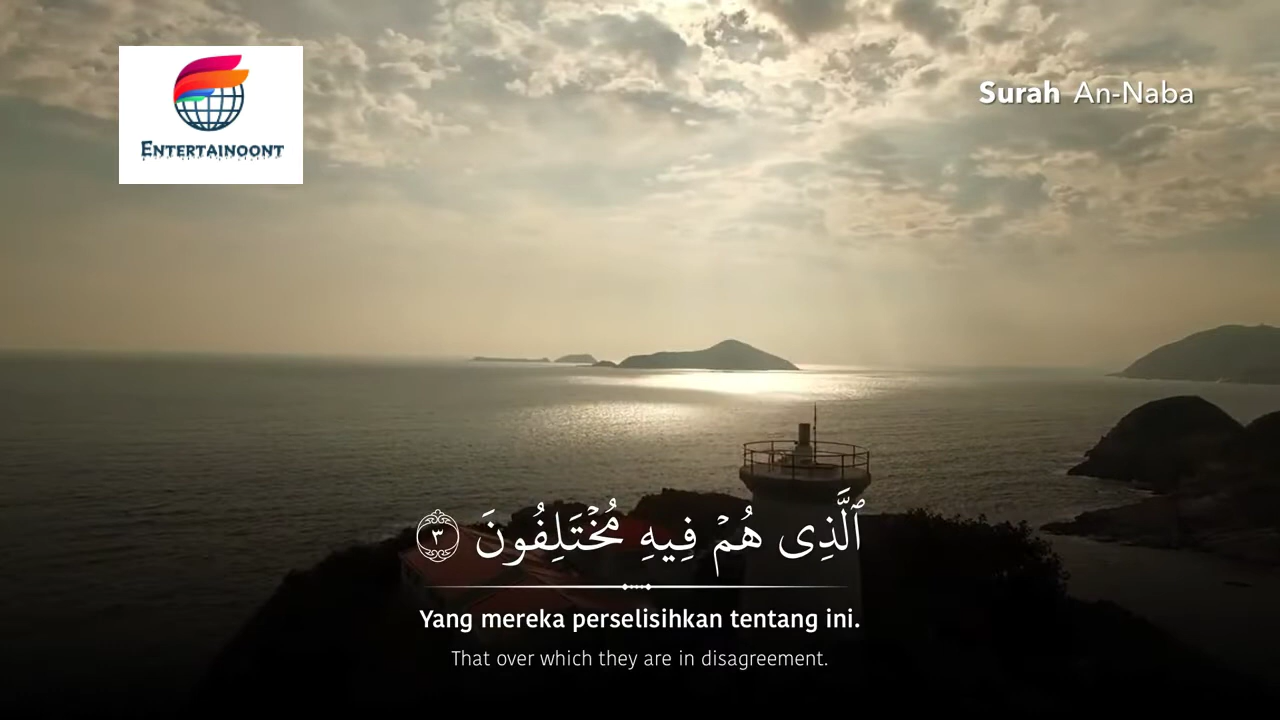 ENTERTAINOONT
Surah An-Naba
ٱلَّذِى هُمْ فِيهِ مُخْتَلِفُونَ ٣
Yang mereka perselisihkan tentang ini.
That over which they are in disagreement.